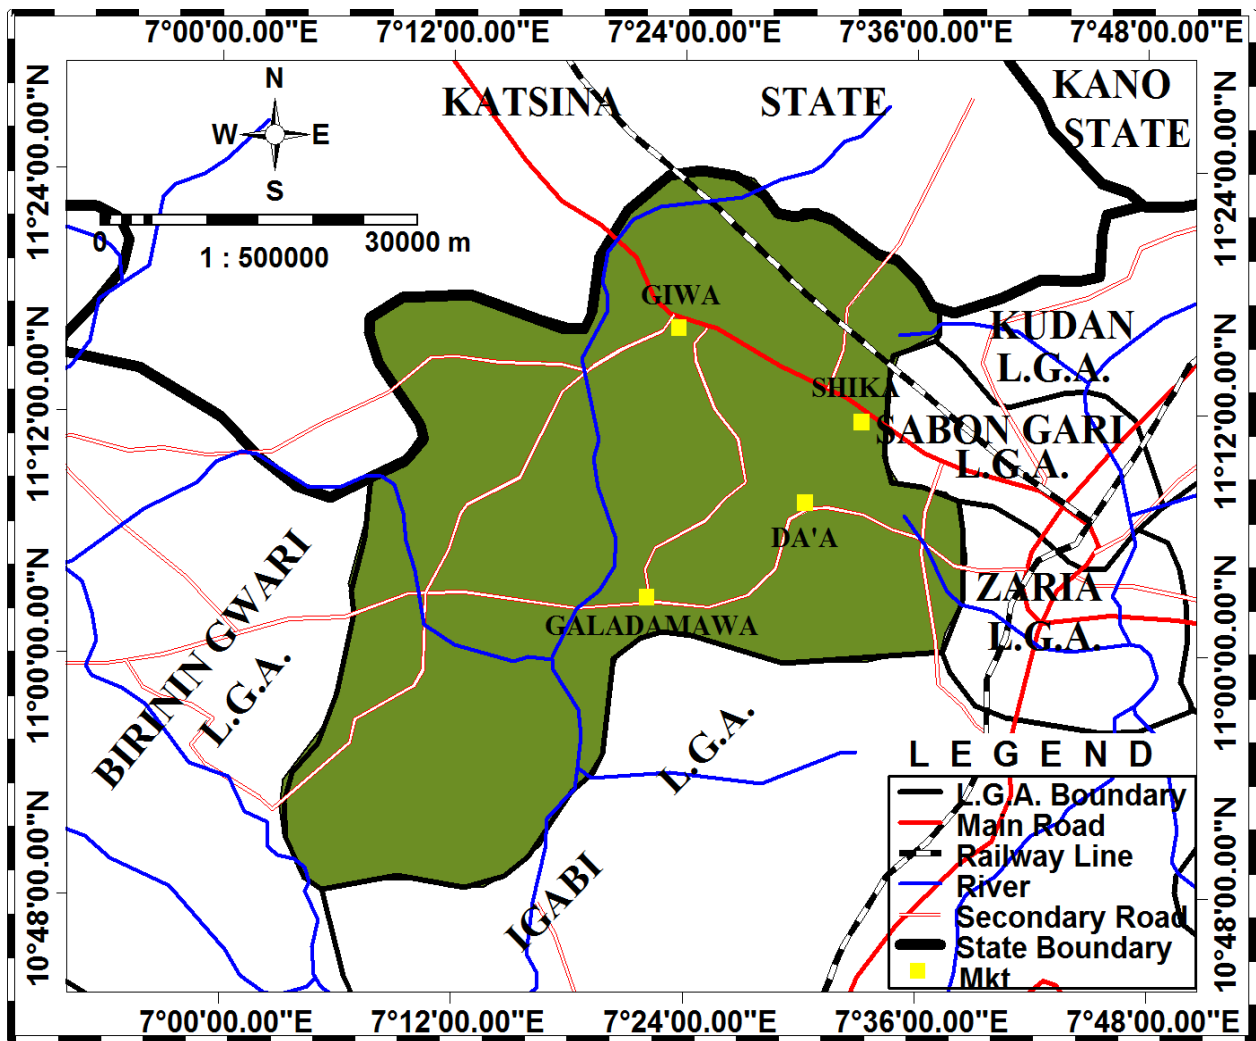 7°00'00.00"E 7°12'00.00"E 7°24'00.00"E 7°36'00.00"E 7°48'00.00"E
KATSINA STATE
KANO
STATE
N
W E
S
11°24'00.00"N
11°24'00.00"N
0 30000 m
1 : 500000
GIWA
KUDAN
L.G.A.
SHIKA
11°12'00.00"N
11°12'00.00"N
SABON GARI
L.G.A.
DA'A
ZARIA
L.G.A.
GALADAMAWA
11°00'00.00"N
11°00'00.00"N
BIRININ GWARI
L.G.A.
IGABI L.G.A.
10°48'00.00"N
10°48'00.00"N
LEGEND
L.G.A. Boundary
Main Road
Railway Line
River
Secondary Road
State Boundary
Mkt
7°00'00.00"E 7°12'00.00"E 7°24'00.00"E 7°36'00.00"E 7°48'00.00"E